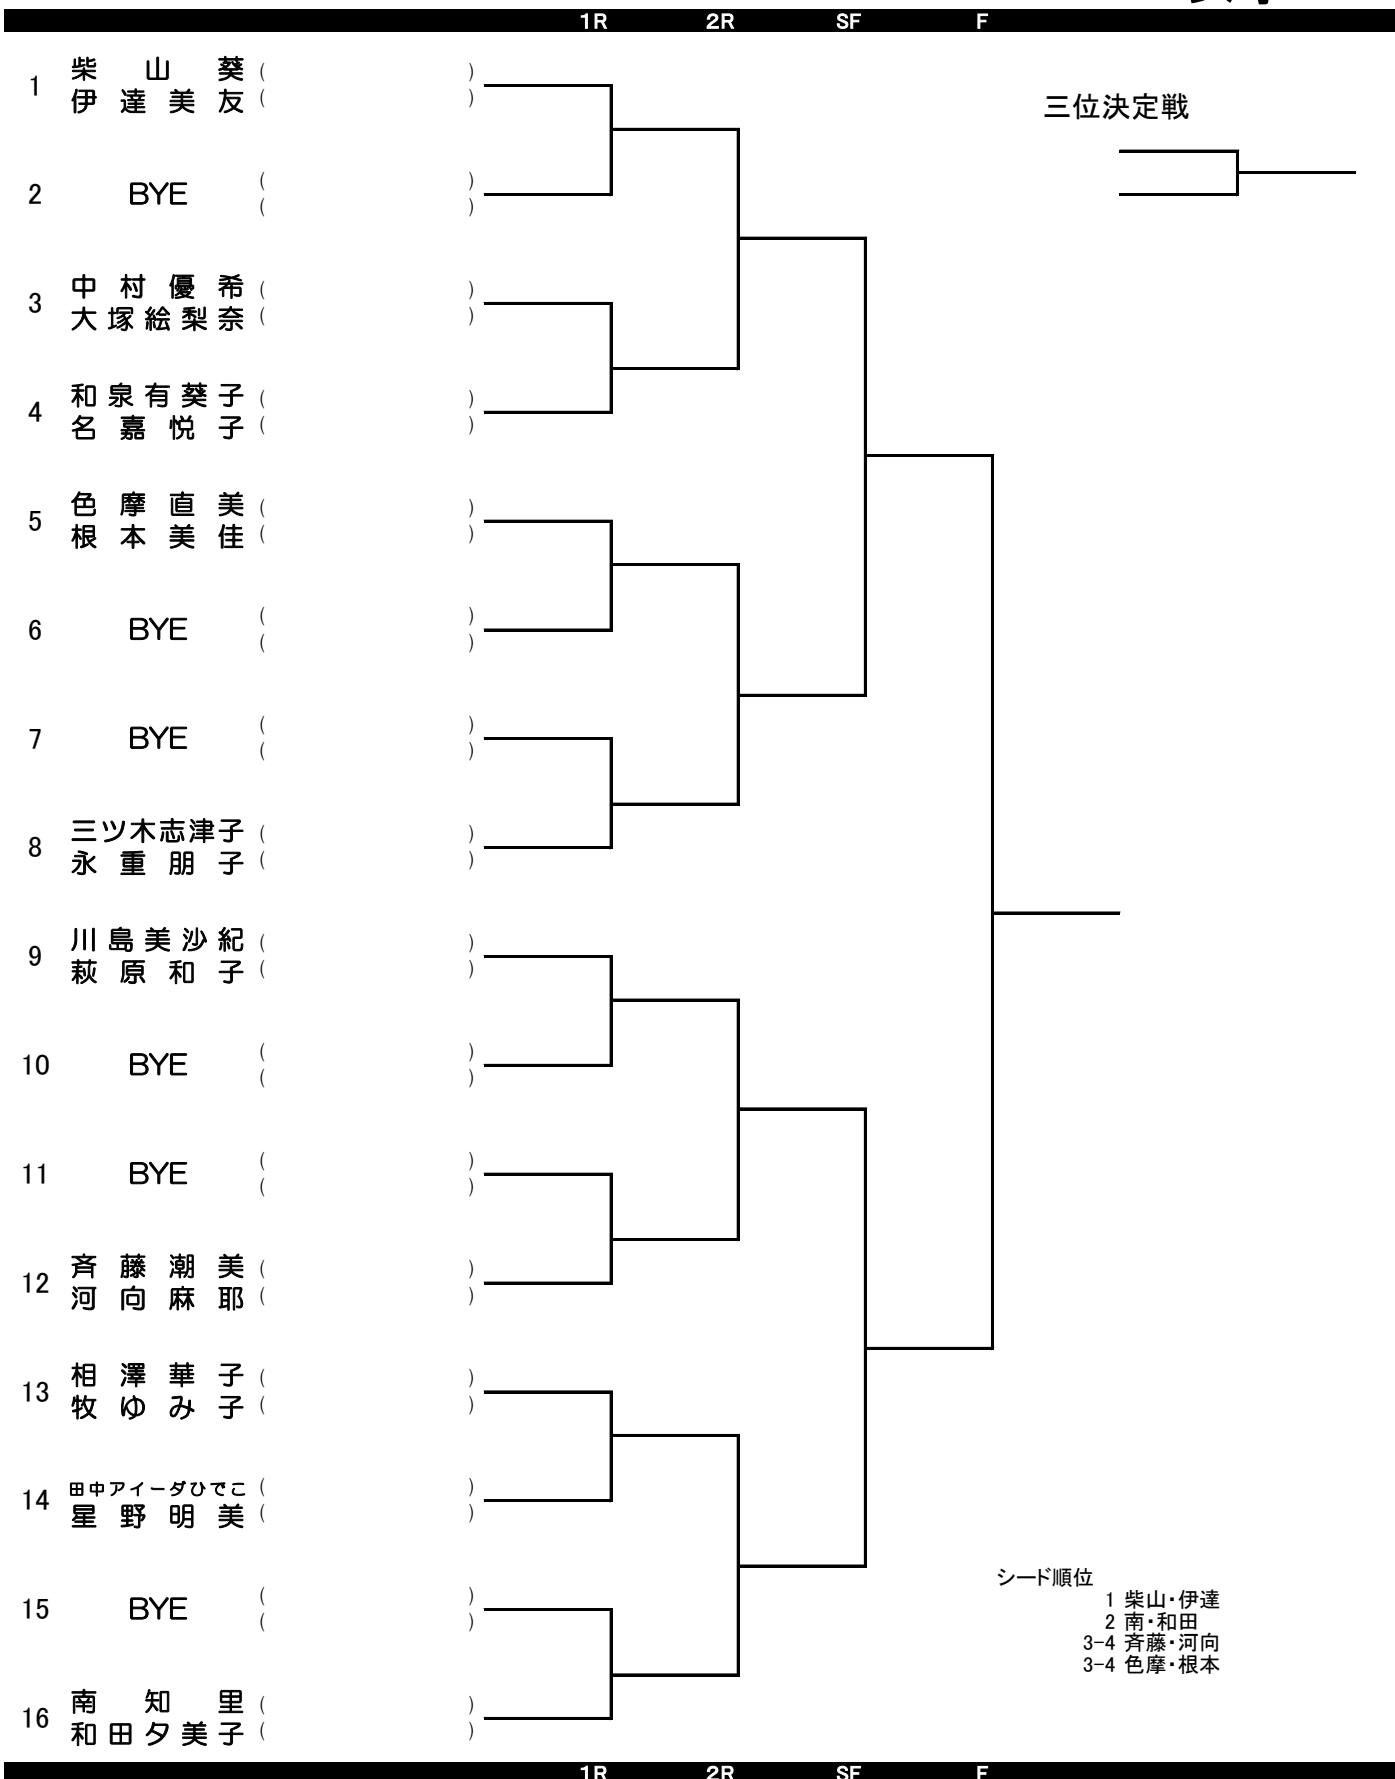 1R 2R SF F
三位決定戦
1 柴山葵 ( )
伊達美友 ( )
2 BYE ( )
( )
3 中村優希 ( )
大塚絵梨奈 ( )
4 和泉有葵子 ( )
名嘉悦子 ( )
5 色摩直美 ( )
根本美佳 ( )
6 BYE ( )
( )
7 BYE ( )
( )
8 三ツ木志津子 ( )
永重朋子 ( )
9 川島美沙紀 ( )
萩原和子 ( )
10 BYE ( )
( )
11 BYE ( )
( )
12 斉藤潮美 ( )
河向麻耶 ( )
13 相澤華子 ( )
牧ゆみ子 ( )
14 田中アイーダひでこ ( )
星野明美 ( )
15 BYE ( )
( )
16 南知里 ( )
和田夕美子 ( )
シード順位
1 柴山・伊達
2 南・和田
3-4 斉藤・河向
3-4 色摩・根本
1R 2R SF F